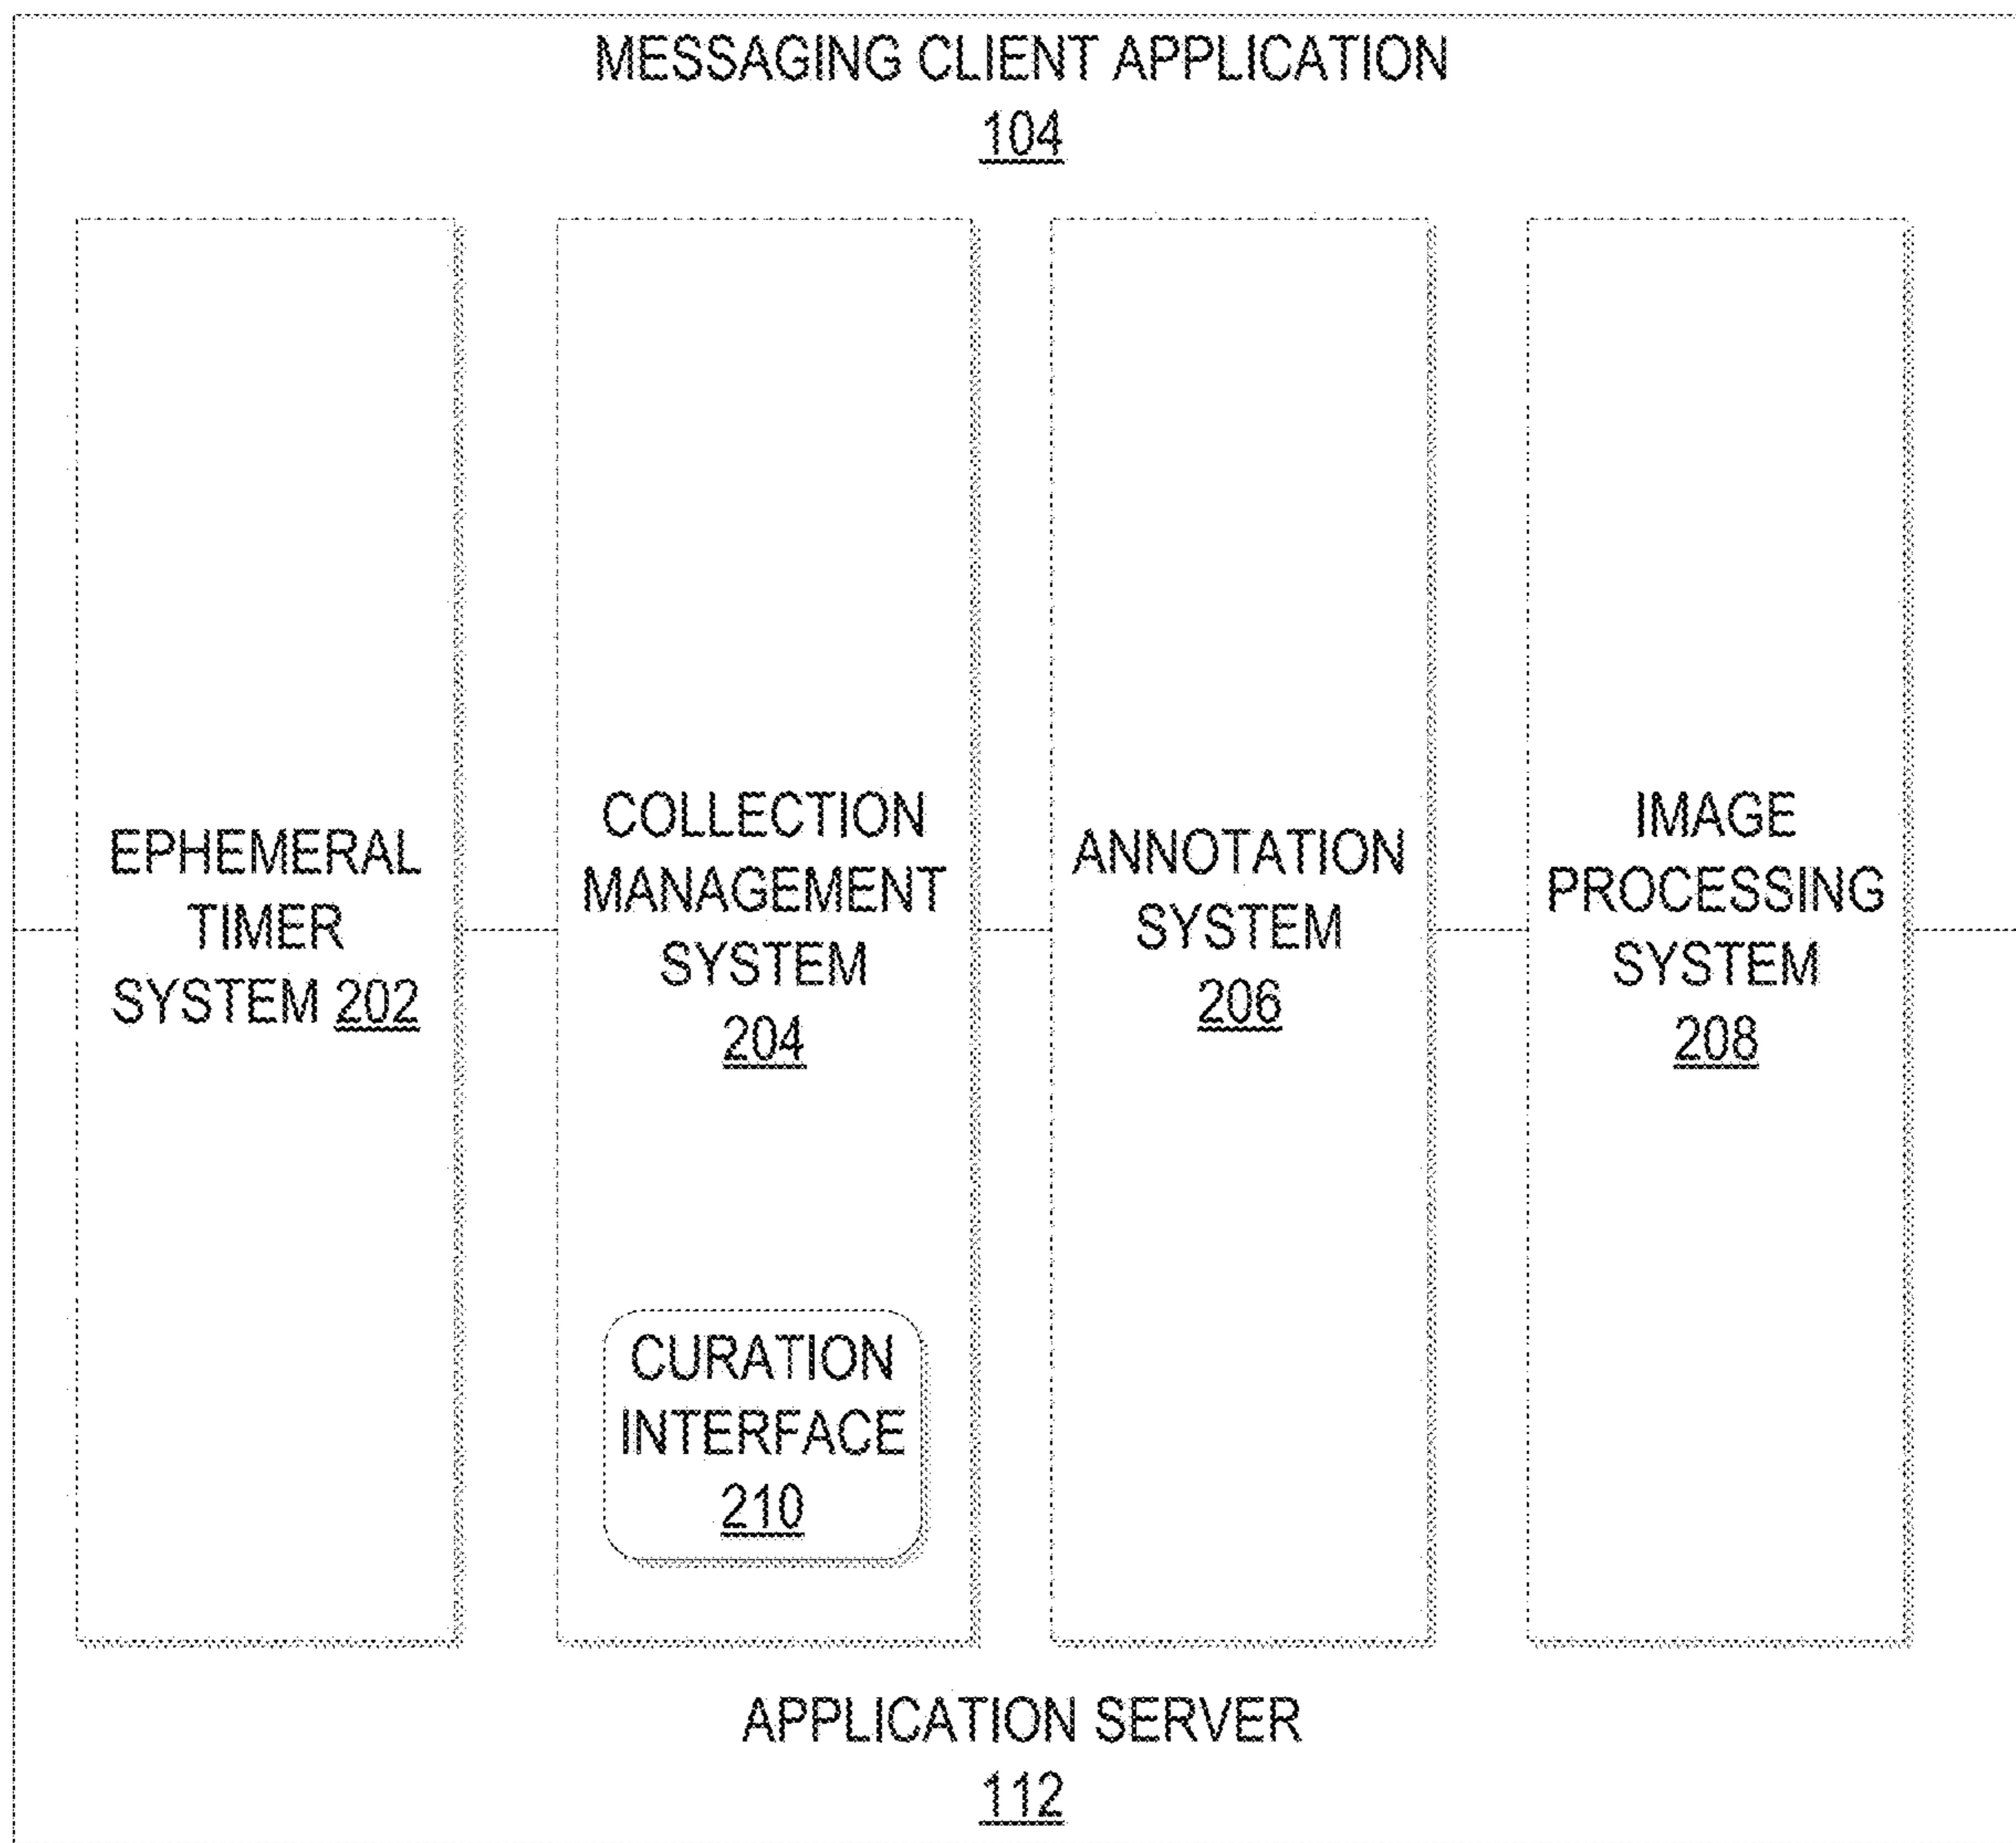 MESSAGING CLIENT APPLICATION
104
EPHEMERAL
TIMER
SYSTEM 202
COLLECTION
MANAGEMENT
SYSTEM
204
CURATION
INTERFACE
210
ANNOTATION
SYSTEM
206
IMAGE
PROCESSING
SYSTEM
208
APPLICATION SERVER
112